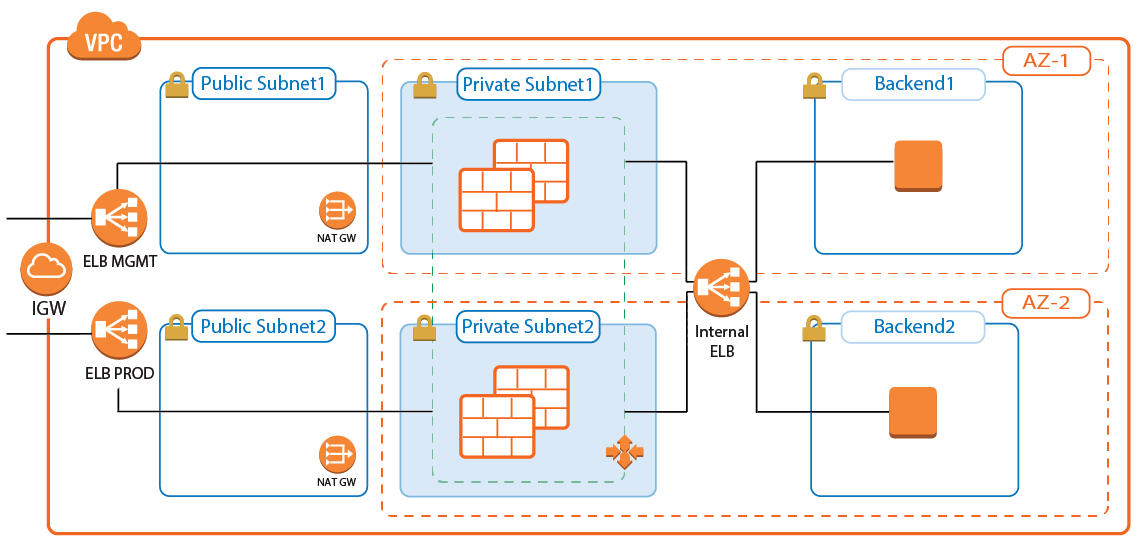 VPC
AZ-1
Public Subnet1
Private Subnet1
Backend1
NAT GW
ELB MGMT
IGW
AZ-2
Public Subnet2
Private Subnet2
Backend2
Internal
ELB
ELB PROD
NAT GW